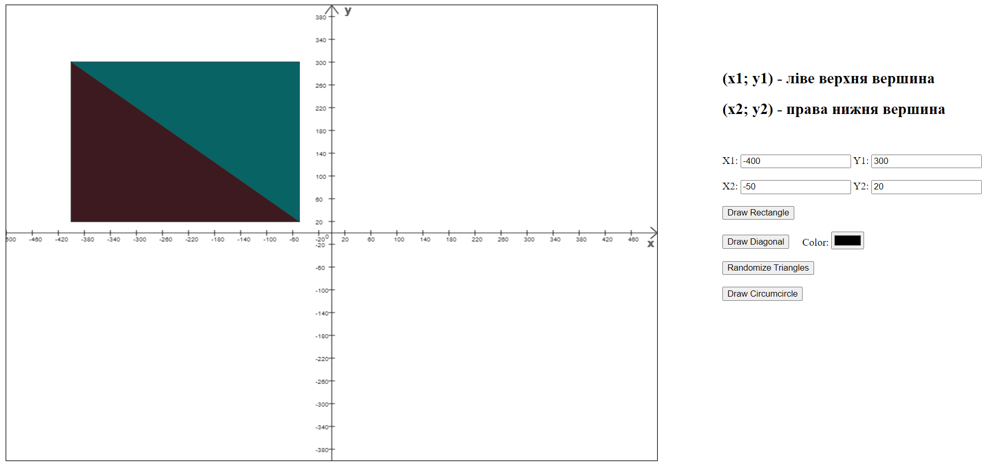 y
380
340
300
260
220
180
140
100
60
20
500 -460 -420 -380 -340 -300 -260 -220 -180 -140 -100 -60 -20 0 20 60 100 140 180 220 260 300 340 380 420 460
x
-20
-60
-100
-140
-180
-220
-260
-300
-340
-380
(x1; y1) - ліве верхня вершина
(x2; y2) - права нижня вершина
X1: -400 Y1: 300
X2: -50 Y2: 20
Draw Rectangle
Draw Diagonal Color:
Randomize Triangles
Draw Circumcircle